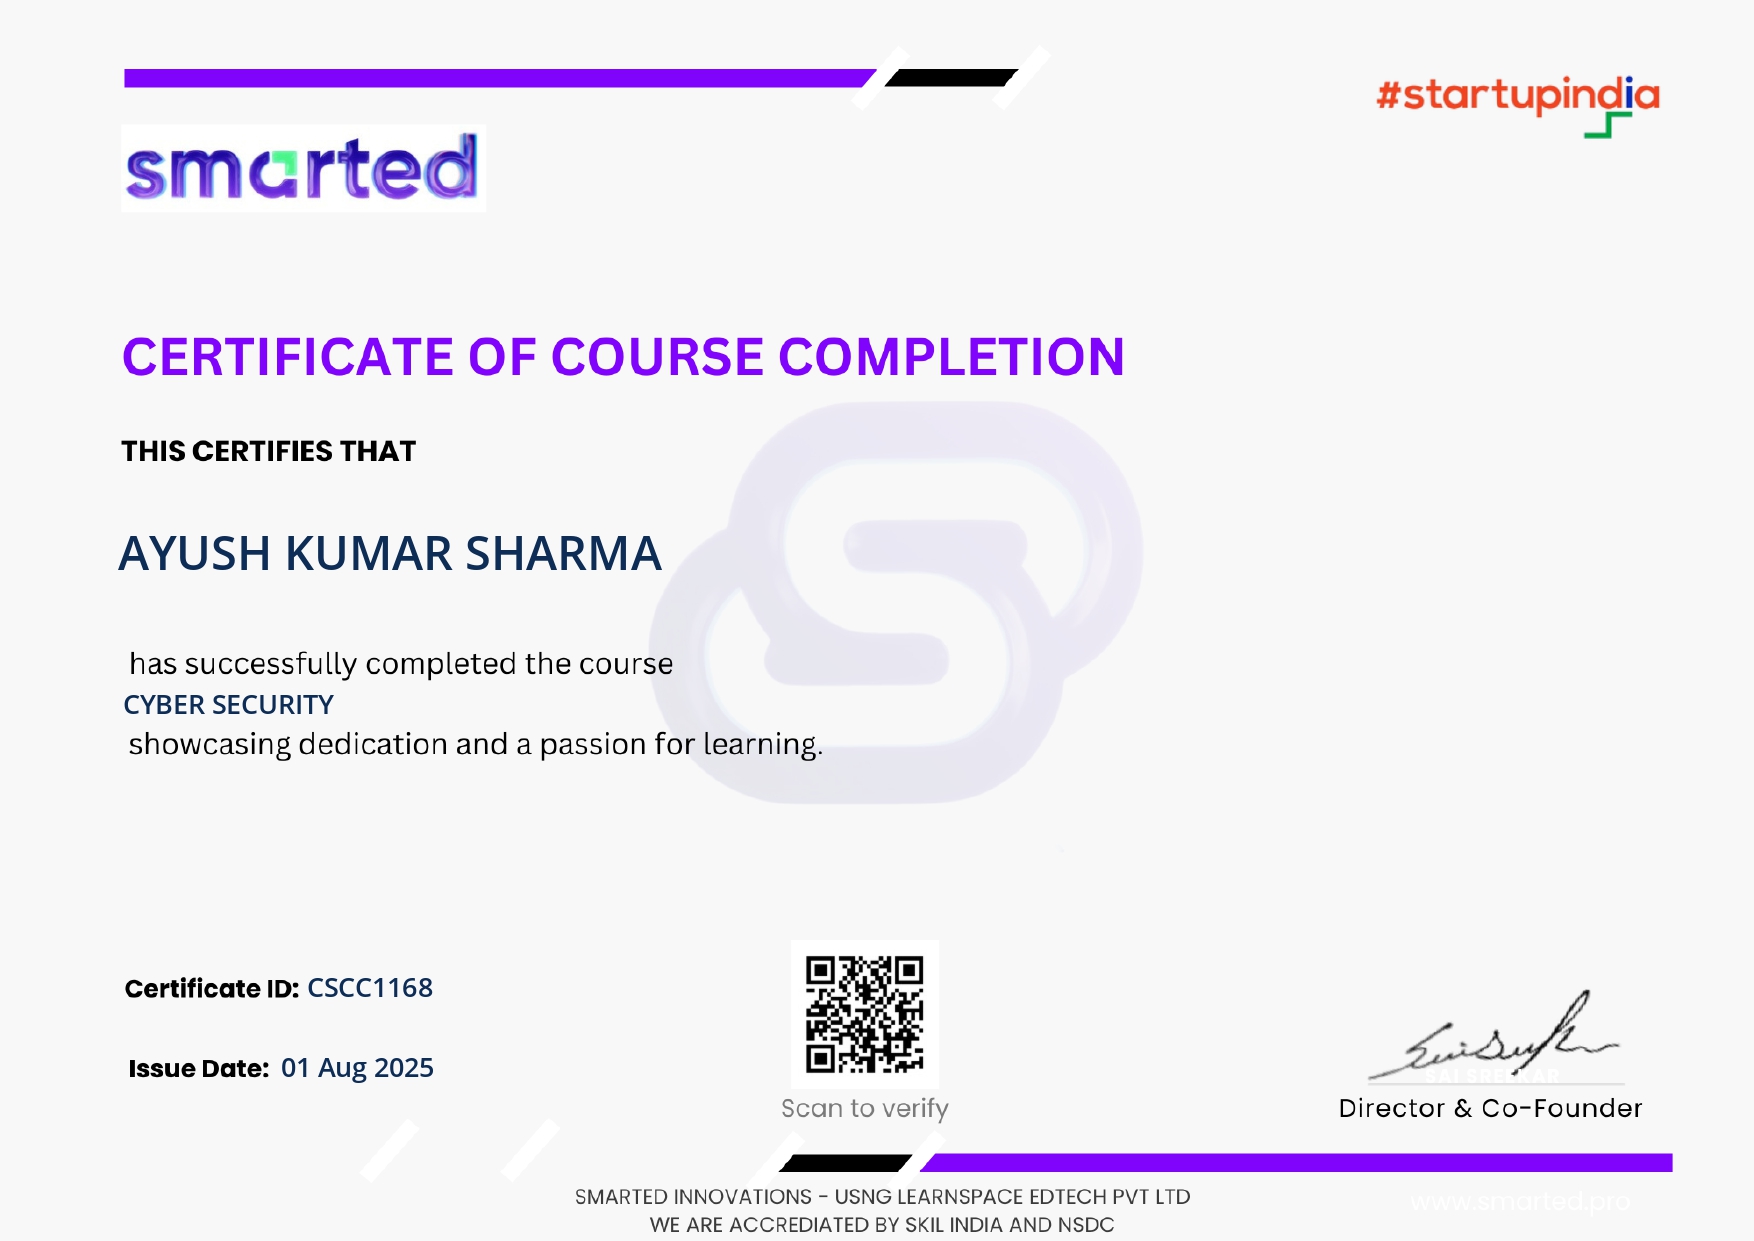 #startupindia
smarted
CERTIFICATE OF COURSE COMPLETION
THIS CERTIFIES THAT
AYUSH KUMAR SHARMA
has successfully completed the course
CYBER SECURITY
showcasing dedication and a passion for learning.
Certificate ID: CSCC1168
Issue Date: 01 Aug 2025
Scan to verify
SAI SREEKAR
Director & Co-Founder
SMARTED INNOVATIONS - USNG LEARNSPACE EDTECH PVT LTD
WE ARE ACCREDIATED BY SKIL INDIA AND NSDC
www.smarted.pro